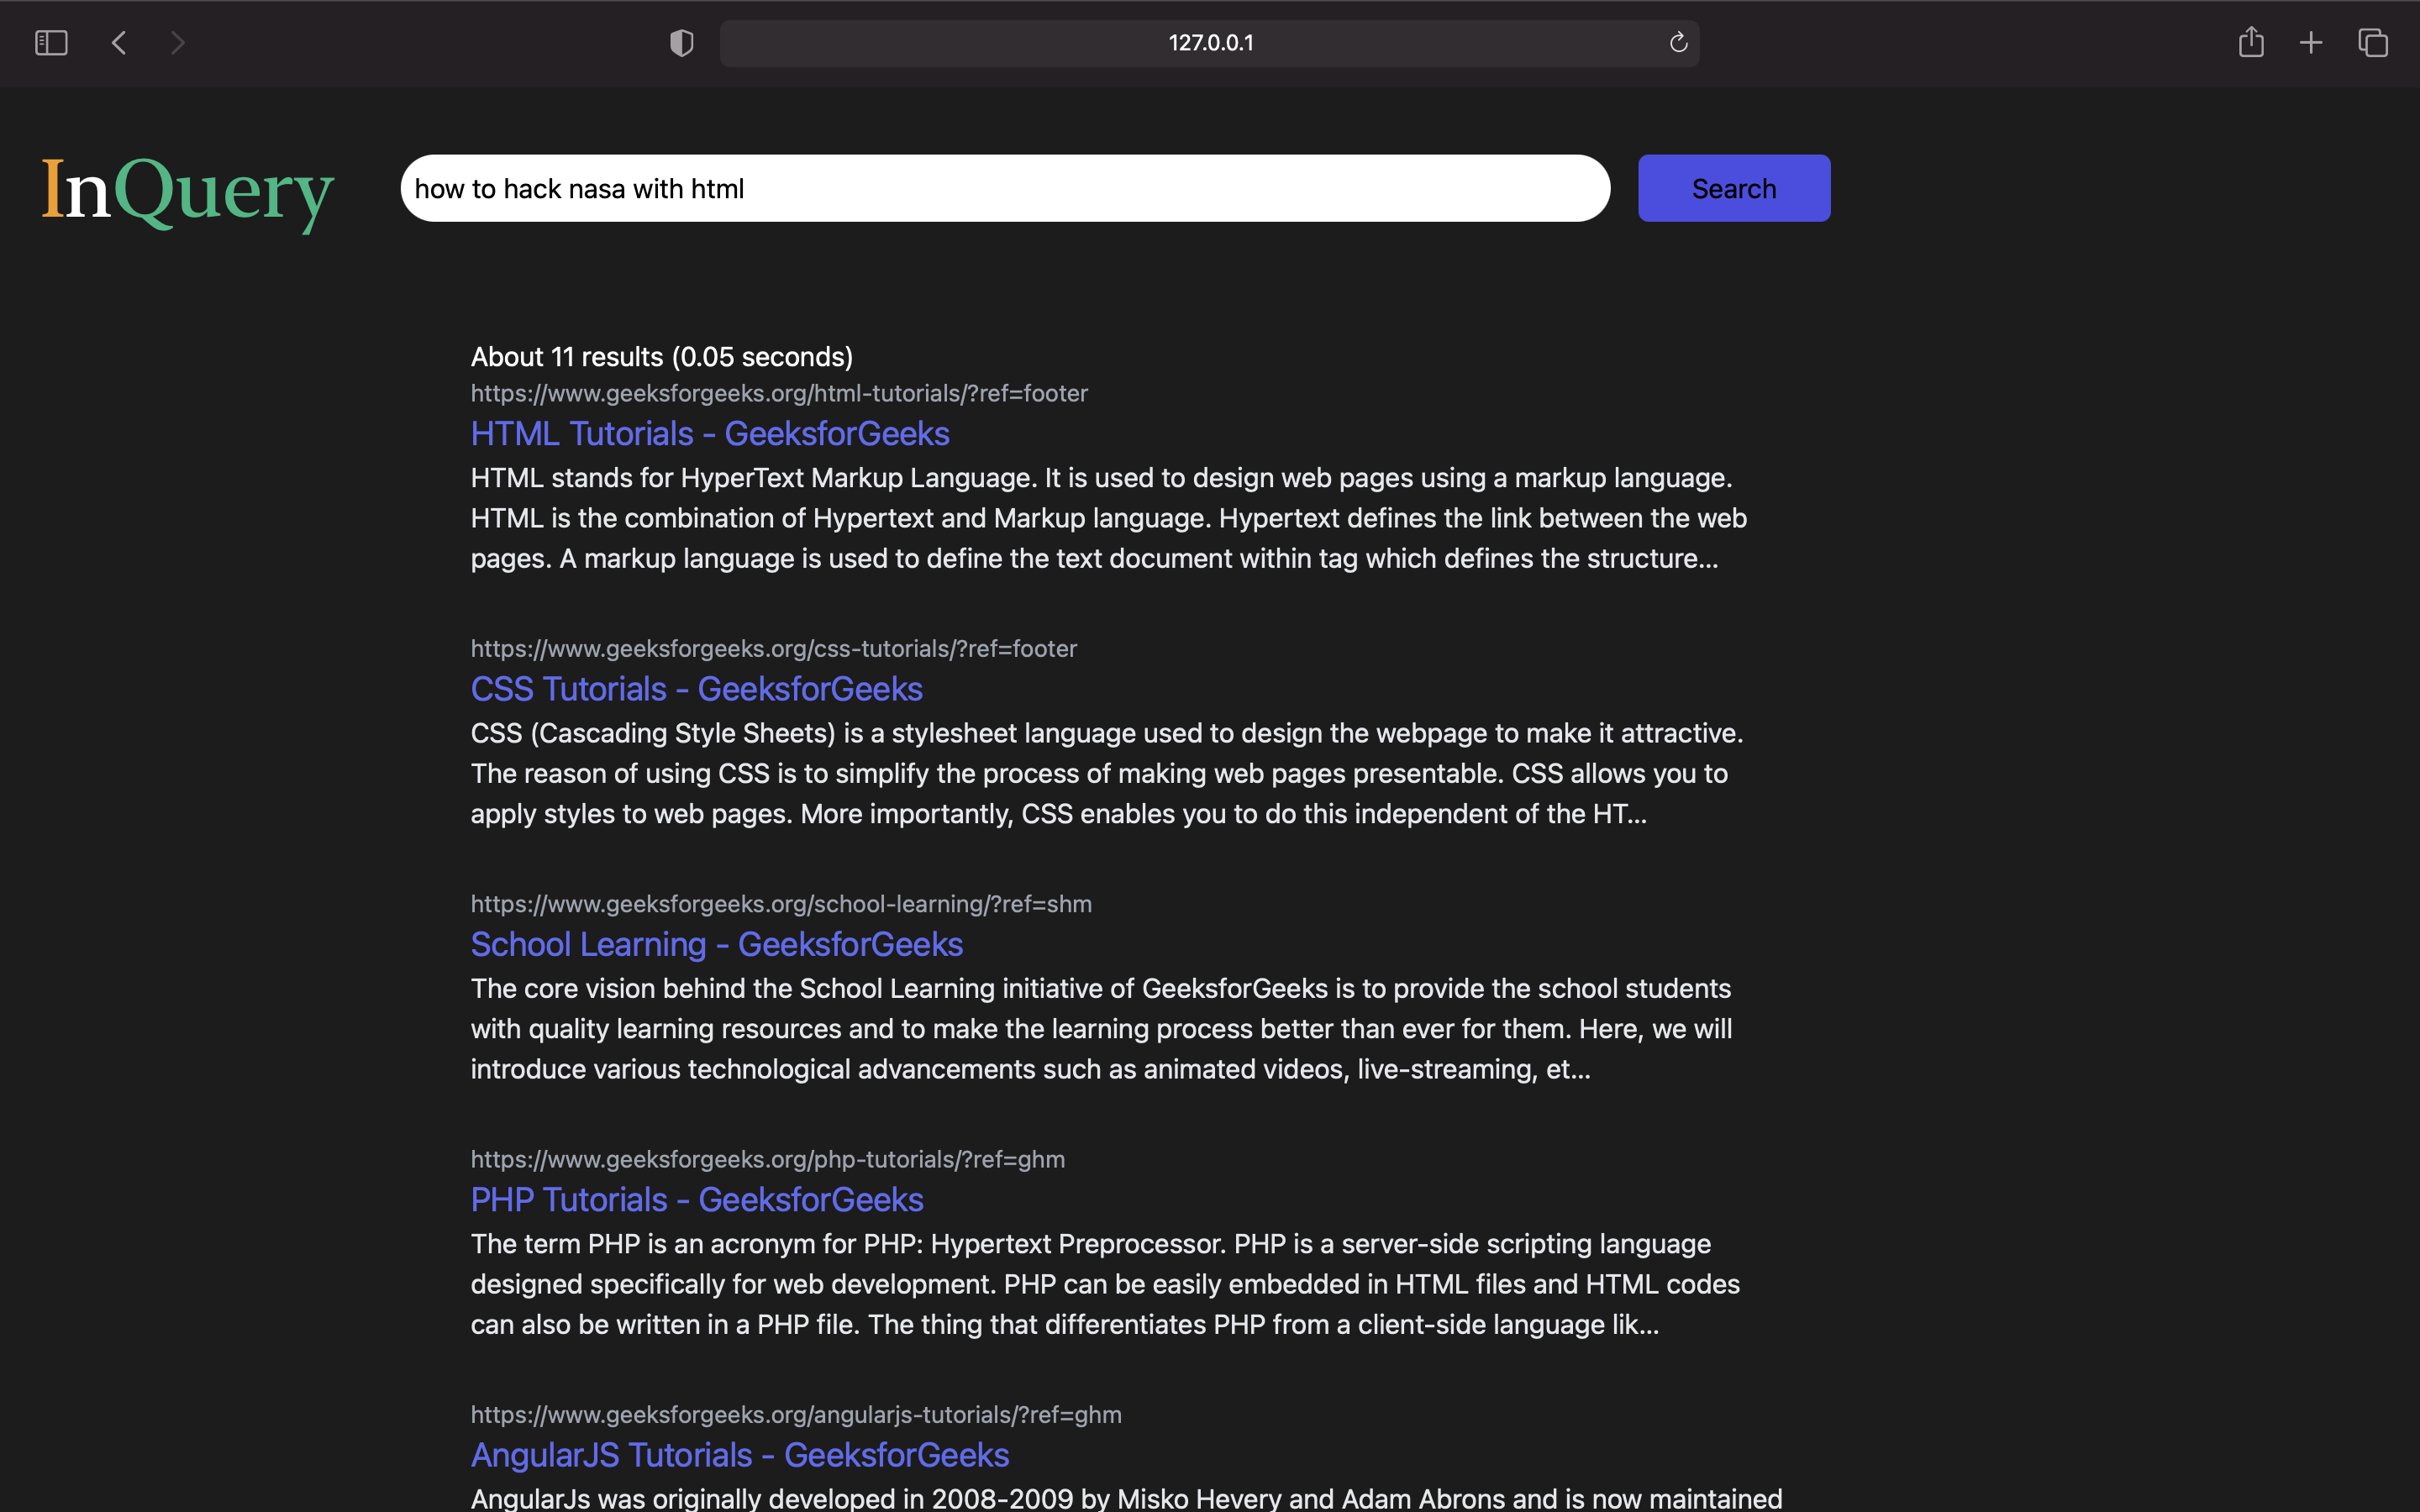 127.0.0.1
InQuery
how to hack nasa with html
Search
About 11 results (0.05 seconds)
https://www.geeksforgeeks.org/html-tutorials/?ref=footer
HTML Tutorials - GeeksforGeeks
HTML stands for HyperText Markup Language. It is used to design web pages using a markup language.
HTML is the combination of Hypertext and Markup language. Hypertext defines the link between the web
pages. A markup language is used to define the text document within tag which defines the structure...
https://www.geeksforgeeks.org/css-tutorials/?ref=footer
CSS Tutorials - GeeksforGeeks
CSS (Cascading Style Sheets) is a stylesheet language used to design the webpage to make it attractive.
The reason of using CSS is to simplify the process of making web pages presentable. CSS allows you to
apply styles to web pages. More importantly, CSS enables you to do this independent of the HT...
https://www.geeksforgeeks.org/school-learning/?ref=shm
School Learning - GeeksforGeeks
The core vision behind the School Learning initiative of GeeksforGeeks is to provide the school students
with quality learning resources and to make the learning process better than ever for them. Here, we will
introduce various technological advancements such as animated videos, live-streaming, et...
https://www.geeksforgeeks.org/php-tutorials/?ref=ghm
PHP Tutorials - GeeksforGeeks
The term PHP is an acronym for PHP: Hypertext Preprocessor. PHP is a server-side scripting language
designed specifically for web development. PHP can be easily embedded in HTML files and HTML codes
can also be written in a PHP file. The thing that differentiates PHP from a client-side language lik...
https://www.geeksforgeeks.org/angularjs-tutorials/?ref=ghm
AngularJS Tutorials - GeeksforGeeks
AngularJs was originally developed in 2008-2009 by Misko Hevery and Adam Abrons and is now maintained